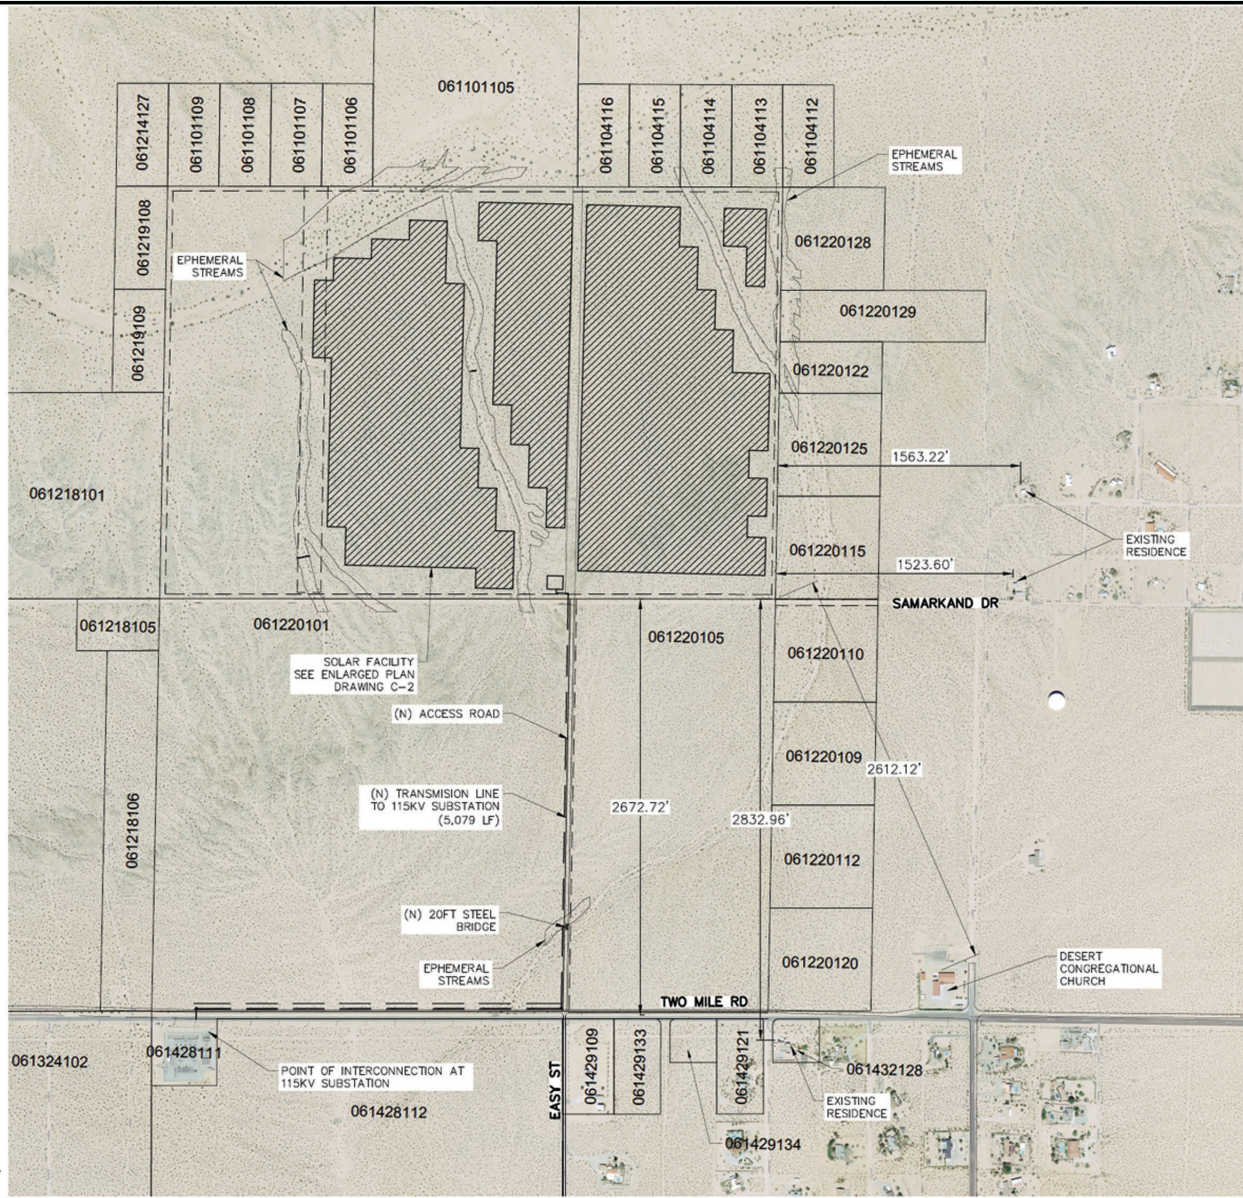 061101105
061214127
061101109
061101108
061101107
061101106
061104116
061104115
061104114
061104113
061104112
EPHEMERAL
STREAMS
061219108
061220128
EPHEMERAL
STREAMS
061219109
061220129
061220122
061220125
1563.22'
061218101
EXISTING
RESIDENCE
061220115
1523.60'
SAMARKAND DR
061218105
061220101
061220105
061220110
SOLAR FACILITY
SEE ENLARGED PLAN
DRAWING C-2
(N) ACCESS ROAD
061220109
2612.12'
(N) TRANSMISION LINE
TO 115KV SUBSTATION
(5,079 LF)
2672.72'
2832.96'
061218106
061220112
(N) 20FT STEEL
BRIDGE
EPHEMERAL
STREAMS
061220120
DESERT
CONGREGATIONAL
CHURCH
TWO MILE RD
061324102
061428111
POINT OF INTERCONNECTION AT
115KV SUBSTATION
061428112
EASY ST
061429109
061429133
061429121
061432128
EXISTING
RESIDENCE
061429134